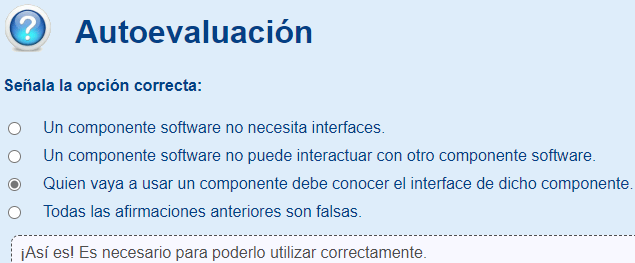 Autoevaluación
Señala la opción correcta:
Un componente software no necesita interfaces.
Un componente software no puede interactuar con otro componente software.
Quien vaya a usar un componente debe conocer el interface de dicho componente.
Todas las afirmaciones anteriores son falsas.
¡Así es! Es necesario para poderlo utilizar correctamente.